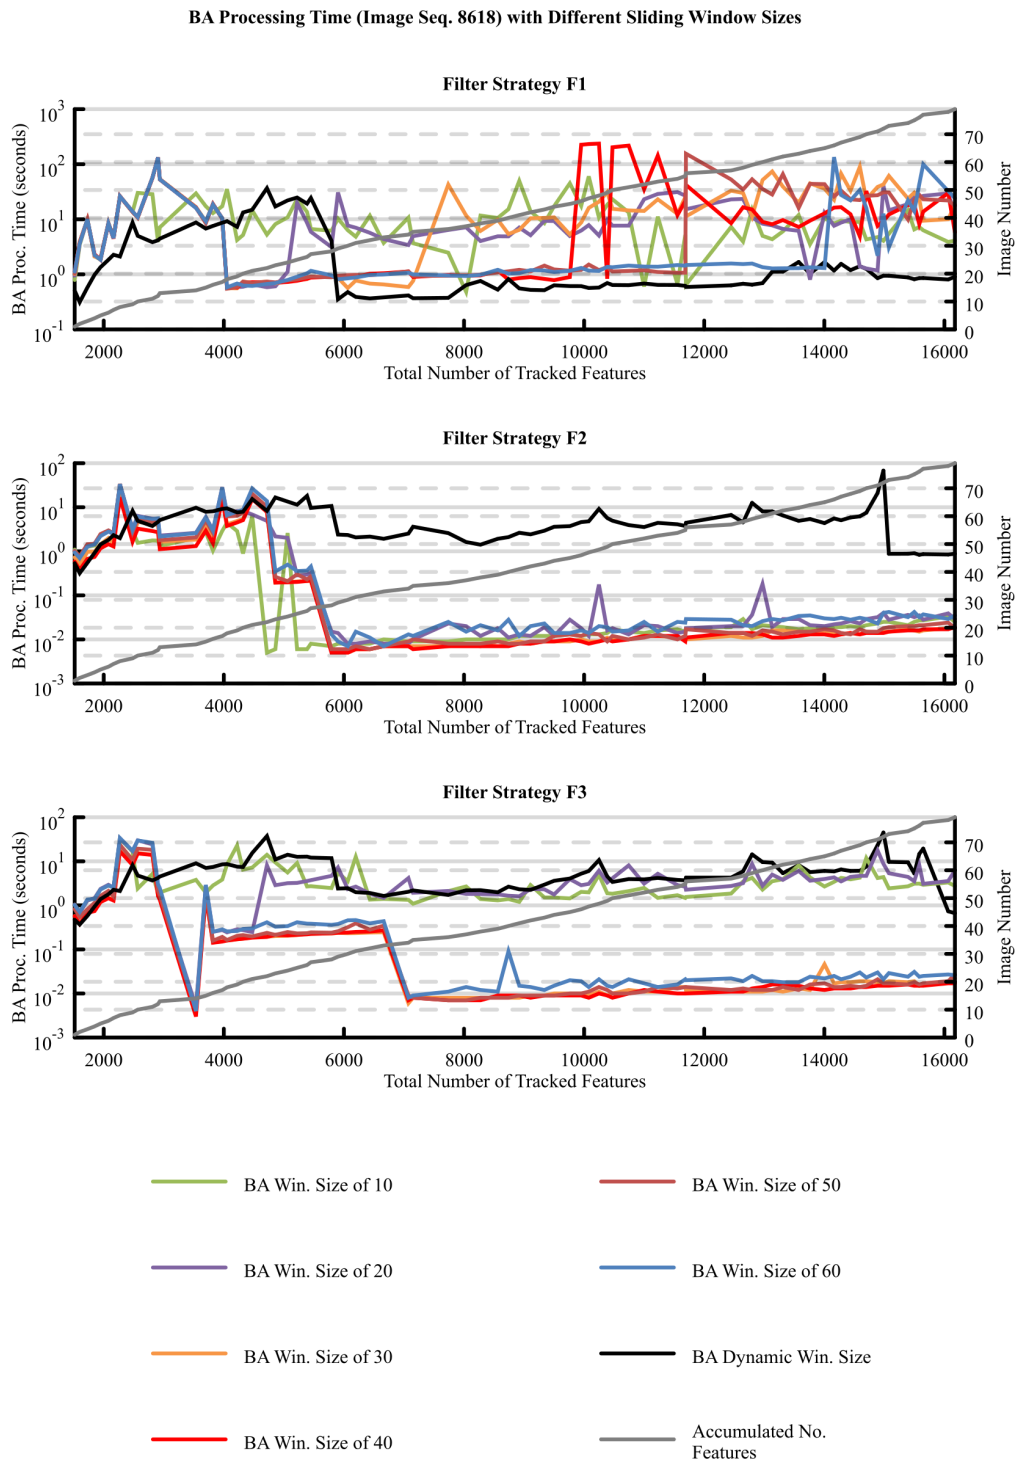 BA Processing Time (Image Seq. 8618) with Different Sliding Window Sizes
Filter Strategy F1
BA Proc. Time (seconds)
10^3
10^2
10^1
10^0
10^-1
70
60
50
40
30
20
10
0
Image Number
2000 4000 6000 8000 10000 12000 14000 16000
Total Number of Tracked Features
Filter Strategy F2
BA Proc. Time (seconds)
10^2
10^1
10^0
10^-1
10^-2
10^-3
70
60
50
40
30
20
10
0
Image Number
2000 4000 6000 8000 10000 12000 14000 16000
Total Number of Tracked Features
Filter Strategy F3
BA Proc. Time (seconds)
10^2
10^1
10^0
10^-1
10^-2
10^-3
70
60
50
40
30
20
10
0
Image Number
2000 4000 6000 8000 10000 12000 14000 16000
Total Number of Tracked Features
BA Win. Size of 10
BA Win. Size of 50
BA Win. Size of 20
BA Win. Size of 60
BA Win. Size of 30
BA Dynamic Win. Size
BA Win. Size of 40
Accumulated No.
Features